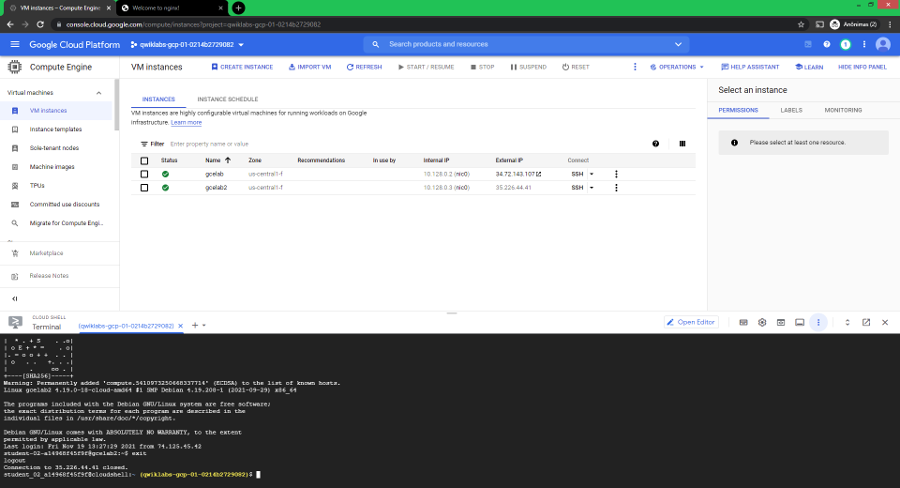 VM instances – Compute Engine
Welcome to nginx!
console.cloud.google.com/compute/instances?project=qwiklabs-gcp-01-0214b2729082
Anônimas (2)
Google Cloud Platform
qwiklabs-gcp-01-0214b2729082
Search products and resources
1
Compute Engine
VM instances
CREATE INSTANCE
IMPORT VM
REFRESH
START / RESUME
STOP
SUSPEND
RESET
OPERATIONS
HELP ASSISTANT
LEARN
HIDE INFO PANEL
Virtual machines
VM instances
Instance templates
Sole-tenant nodes
Machine images
TPUs
Committed use discounts
Migrate for Compute Engi...
Marketplace
Release Notes
INSTANCES
INSTANCE SCHEDULE
VM instances are highly configurable virtual machines for running workloads on Google
infrastructure. Learn more
Filter Enter property name or value
Status Name Zone Recommendations In use by Internal IP External IP Connect
gcelab us-central1-f 10.128.0.2 (nic0) 34.72.143.107 SSH
gcelab2 us-central1-f 10.128.0.3 (nic0) 35.226.44.41 SSH
Select an instance
PERMISSIONS
LABELS
MONITORING
Please select at least one resource.
CLOUD SHELL
Terminal
(qwiklabs-gcp-01-0214b2729082)
Open Editor
| * . + S . .o|
| o E + * = . o|
|. = o o + + . . |
| o . . +. . .|
| . oo . |
+----[SHA256]-----+
Warning: Permanently added 'compute.5410973250468337714' (ECDSA) to the list of known hosts.
Linux gcelab2 4.19.0-18-cloud-amd64 #1 SMP Debian 4.19.208-1 (2021-09-29) x86_64
The programs included with the Debian GNU/Linux system are free software;
the exact distribution terms for each program are described in the
individual files in /usr/share/doc/*/copyright.
Debian GNU/Linux comes with ABSOLUTELY NO WARRANTY, to the extent
permitted by applicable law.
Last login: Fri Nov 19 13:27:29 2021 from 74.125.45.42
student-02-a14968f45f9f@gcelab2:~$ exit
logout
Connection to 35.226.44.41 closed.
student_02_a14968f45f9f@cloudshell:~ (qwiklabs-gcp-01-0214b2729082)$